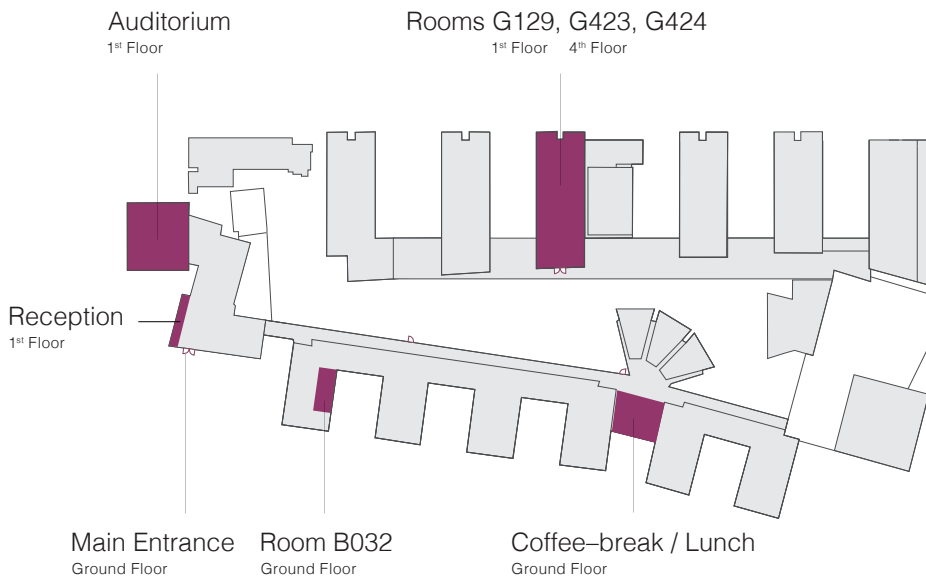 Auditorium
1st Floor
Rooms G129, G423, G424
1st Floor 4th Floor
Reception
1st Floor
Main Entrance
Ground Floor
Room B032
Ground Floor
Coffee–break / Lunch
Ground Floor